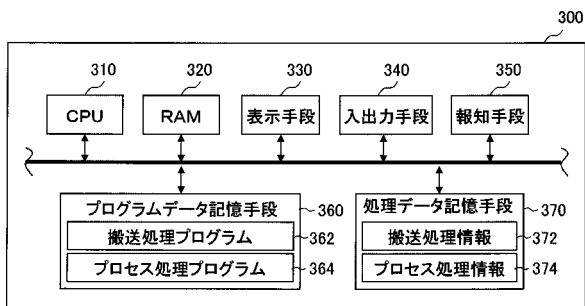 300
310 320 330 340 350
CPU RAM 表示手段 入出力手段 報知手段
プログラムデータ記憶手段 360
搬送処理プログラム 362
プロセス処理プログラム 364
処理データ記憶手段 370
搬送処理情報 372
プロセス処理情報 374